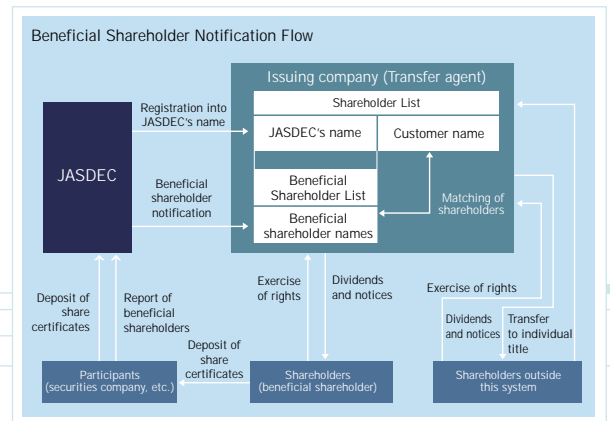 Beneficial Shareholder Notification Flow
Issuing company (Transfer agent)
Shareholder List
JASDEC's name
Customer name
Beneficial
Shareholder List
Beneficial
shareholder names
Matching of
shareholders
JASDEC
Registration into
JASDEC's name
Beneficial
shareholder
notification
Deposit of
share
certificates
Report of
beneficial
shareholders
Deposit of
share
certificates
Exercise
of rights
Dividends
and notices
Exercise of rights
Dividends
and notices
Transfer
to individual
title
Participants
(securities company, etc.)
Shareholders
(beneficial shareholder)
Shareholders outside
this system